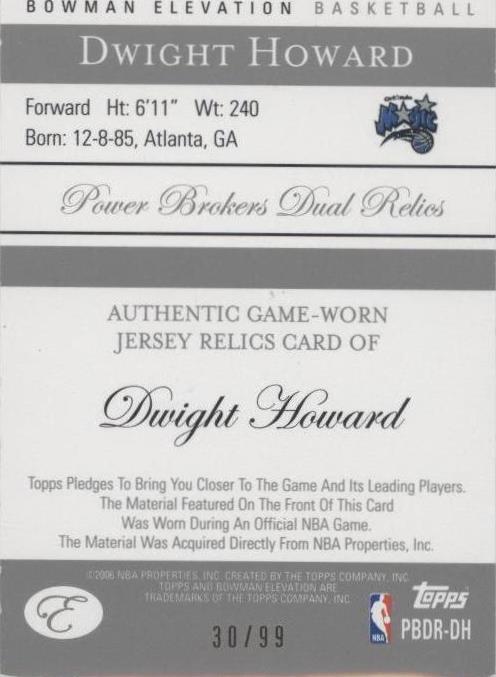 BOWMAN ELEVATION BASKETBALL
DWIGHT HOWARD
Forward Ht: 6'11" Wt: 240
Born: 12-8-85, Atlanta, GA
Orlando
Magic
Power Brokers Dual Relics
AUTHENTIC GAME-WORN
JERSEY RELICS CARD OF
Dwight Howard
Topps Pledges To Bring You Closer To The Game And Its Leading Players.
The Material Featured On The Front Of This Card
Was Worn During An Official NBA Game.
The Material Was Acquired Directly From NBA Properties, Inc.
©2006 NBA PROPERTIES, INC. CREATED BY THE TOPPS COMPANY, INC.
TOPPS AND BOWMAN ELEVATION ARE
TRADEMARKS OF THE TOPPS COMPANY, INC.
E
30/99
NBA
Topps
PBDR-DH